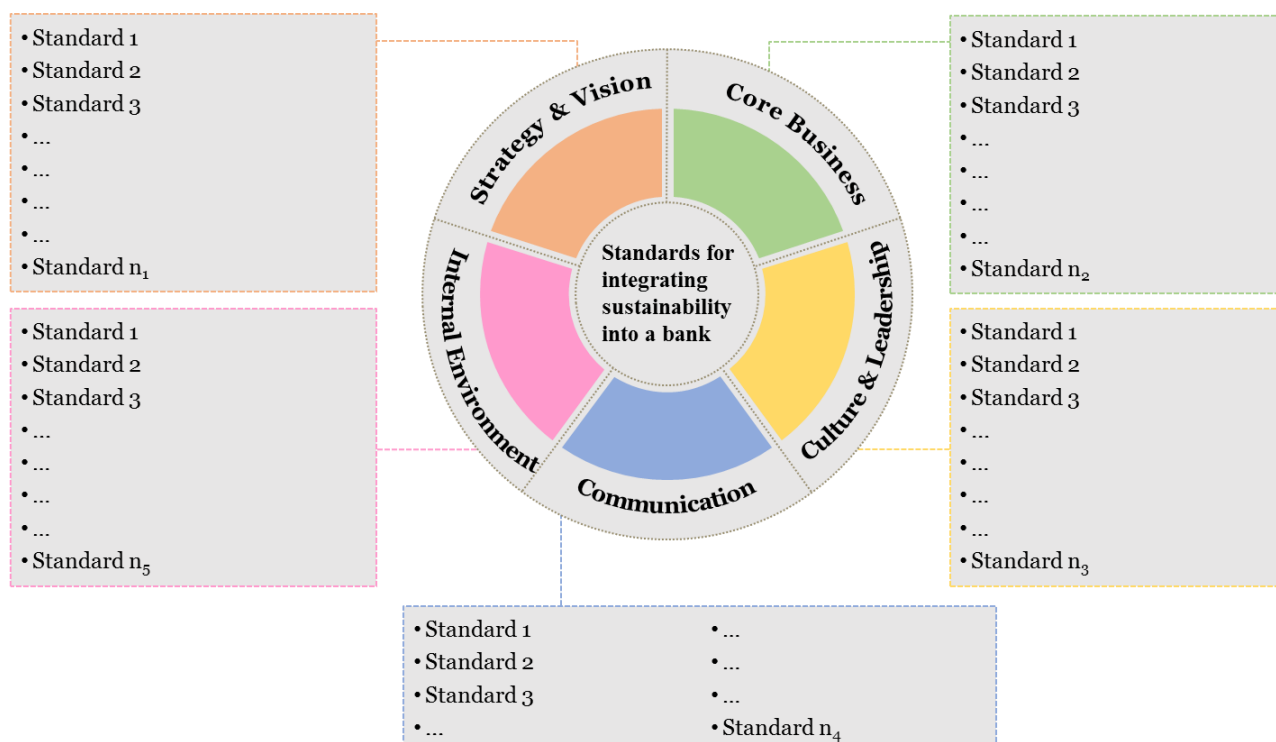 • Standard 1
• Standard 2
• Standard 3
• ...
• ...
• ...
• ...
• Standard n₁
• Standard 1
• Standard 2
• Standard 3
• ...
• ...
• ...
• ...
• Standard n₂
Strategy & Vision
Core Business
Internal Environment
Standards for
integrating
sustainability
into a bank
Culture & Leadership
Communication
• Standard 1
• Standard 2
• Standard 3
• ...
• ...
• ...
• ...
• Standard n₅
• Standard 1
• Standard 2
• Standard 3
• ...
• ...
• ...
• ...
• Standard n₃
• Standard 1
• Standard 2
• Standard 3
• ...
• ...
• ...
• ...
• Standard n₄